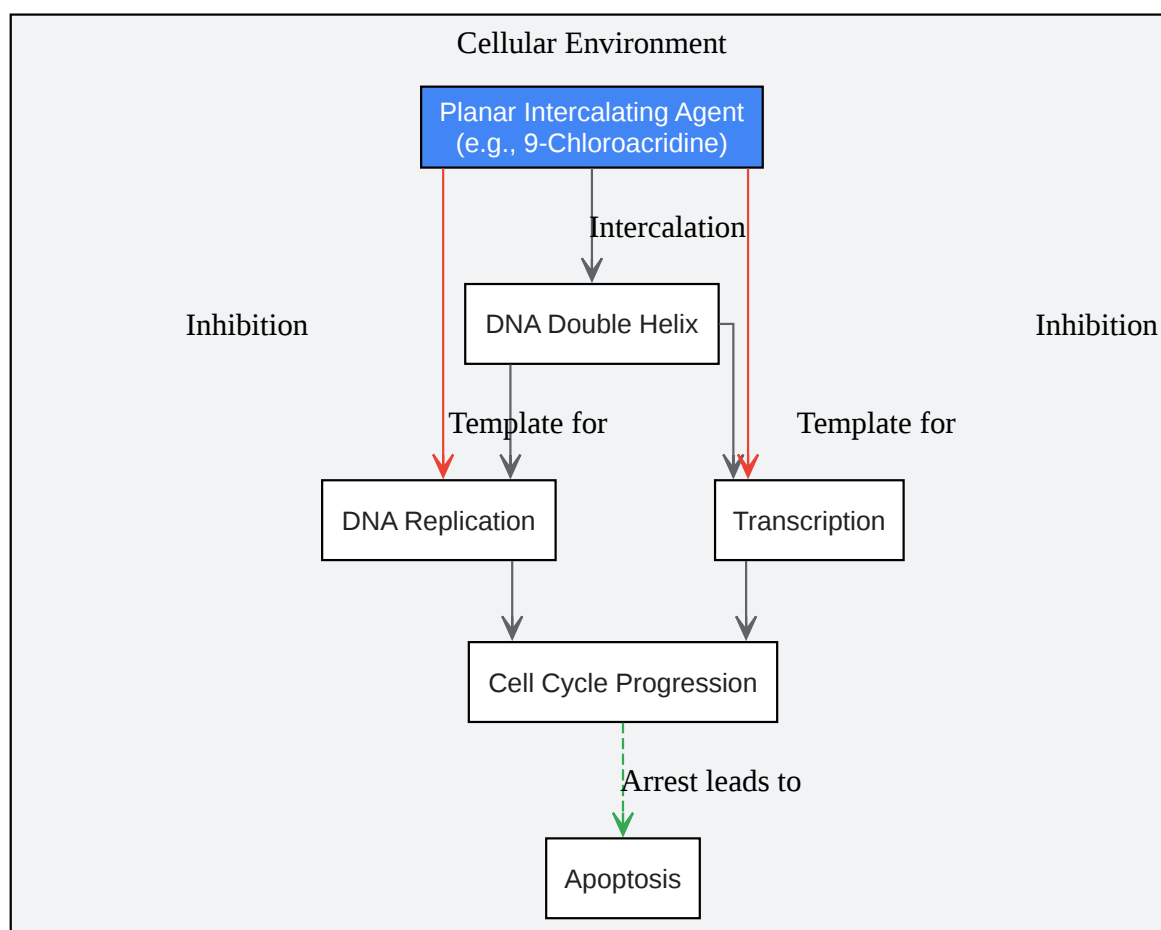 Cellular Environment
Planar Intercalating Agent
(e.g., 9-Chloroacridine)
Intercalation
DNA Double Helix
Inhibition
Inhibition
Template for
Template for
DNA Replication
Transcription
Cell Cycle Progression
Arrest leads to
Apoptosis